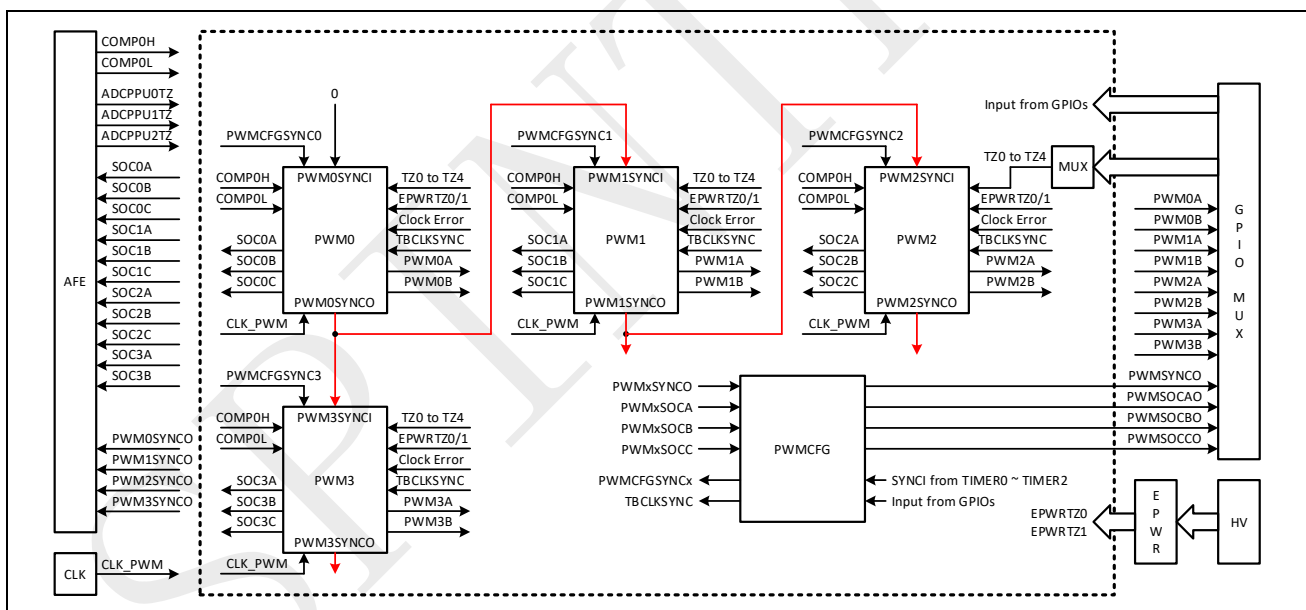 COMP0H
COMP0L
ADCPPU0TZ
ADCPPU1TZ
ADCPPU2TZ
SOC0A
SOC0B
SOC0C
SOC1A
SOC1B
SOC1C
SOC2A
SOC2B
SOC2C
SOC3A
SOC3B
PWM0SYNCO
PWM1SYNCO
PWM2SYNCO
PWM3SYNCO
AFE
CLK
CLK_PWM
0
PWMCFGSYNC0
PWM0SYNCI
COMP0H
COMP0L
TZ0 to TZ4
EPWRTZ0/1
Clock Error
TBCLKSYNC
PWM0
SOC0A
SOC0B
SOC0C
PWM0A
PWM0B
PWM0SYNCO
CLK_PWM
PWMCFGSYNC1
PWM1SYNCI
COMP0H
COMP0L
TZ0 to TZ4
EPWRTZ0/1
Clock Error
TBCLKSYNC
PWM1
SOC1A
SOC1B
SOC1C
PWM1A
PWM1B
PWM1SYNCO
CLK_PWM
PWMCFGSYNC2
PWM2SYNCI
COMP0H
COMP0L
TZ0 to TZ4
EPWRTZ0/1
Clock Error
TBCLKSYNC
PWM2
SOC2A
SOC2B
SOC2C
PWM2A
PWM2B
PWM2SYNCO
CLK_PWM
PWMCFGSYNC3
PWM3SYNCI
COMP0H
COMP0L
TZ0 to TZ4
EPWRTZ0/1
Clock Error
TBCLKSYNC
PWM3
SOC3A
SOC3B
SOC3C
PWM3A
PWM3B
PWM3SYNCO
CLK_PWM
PWMxSYNCO
PWMxSOCA
PWMxSOCB
PWMxSOCC
PWMCFGSYNCx
TBCLKSYNC
PWMCFG
SYNCI from TIMER0 ~ TIMER2
Input from GPIOs
Input from GPIOs
MUX
PWM0A
PWM0B
PWM1A
PWM1B
PWM2A
PWM2B
PWM3A
PWM3B
PWMSYNCO
PWMSOCAO
PWMSOCBO
PWMSOCCO
GPIO MUX
EPWRTZ0
EPWRTZ1
EPWR
HV